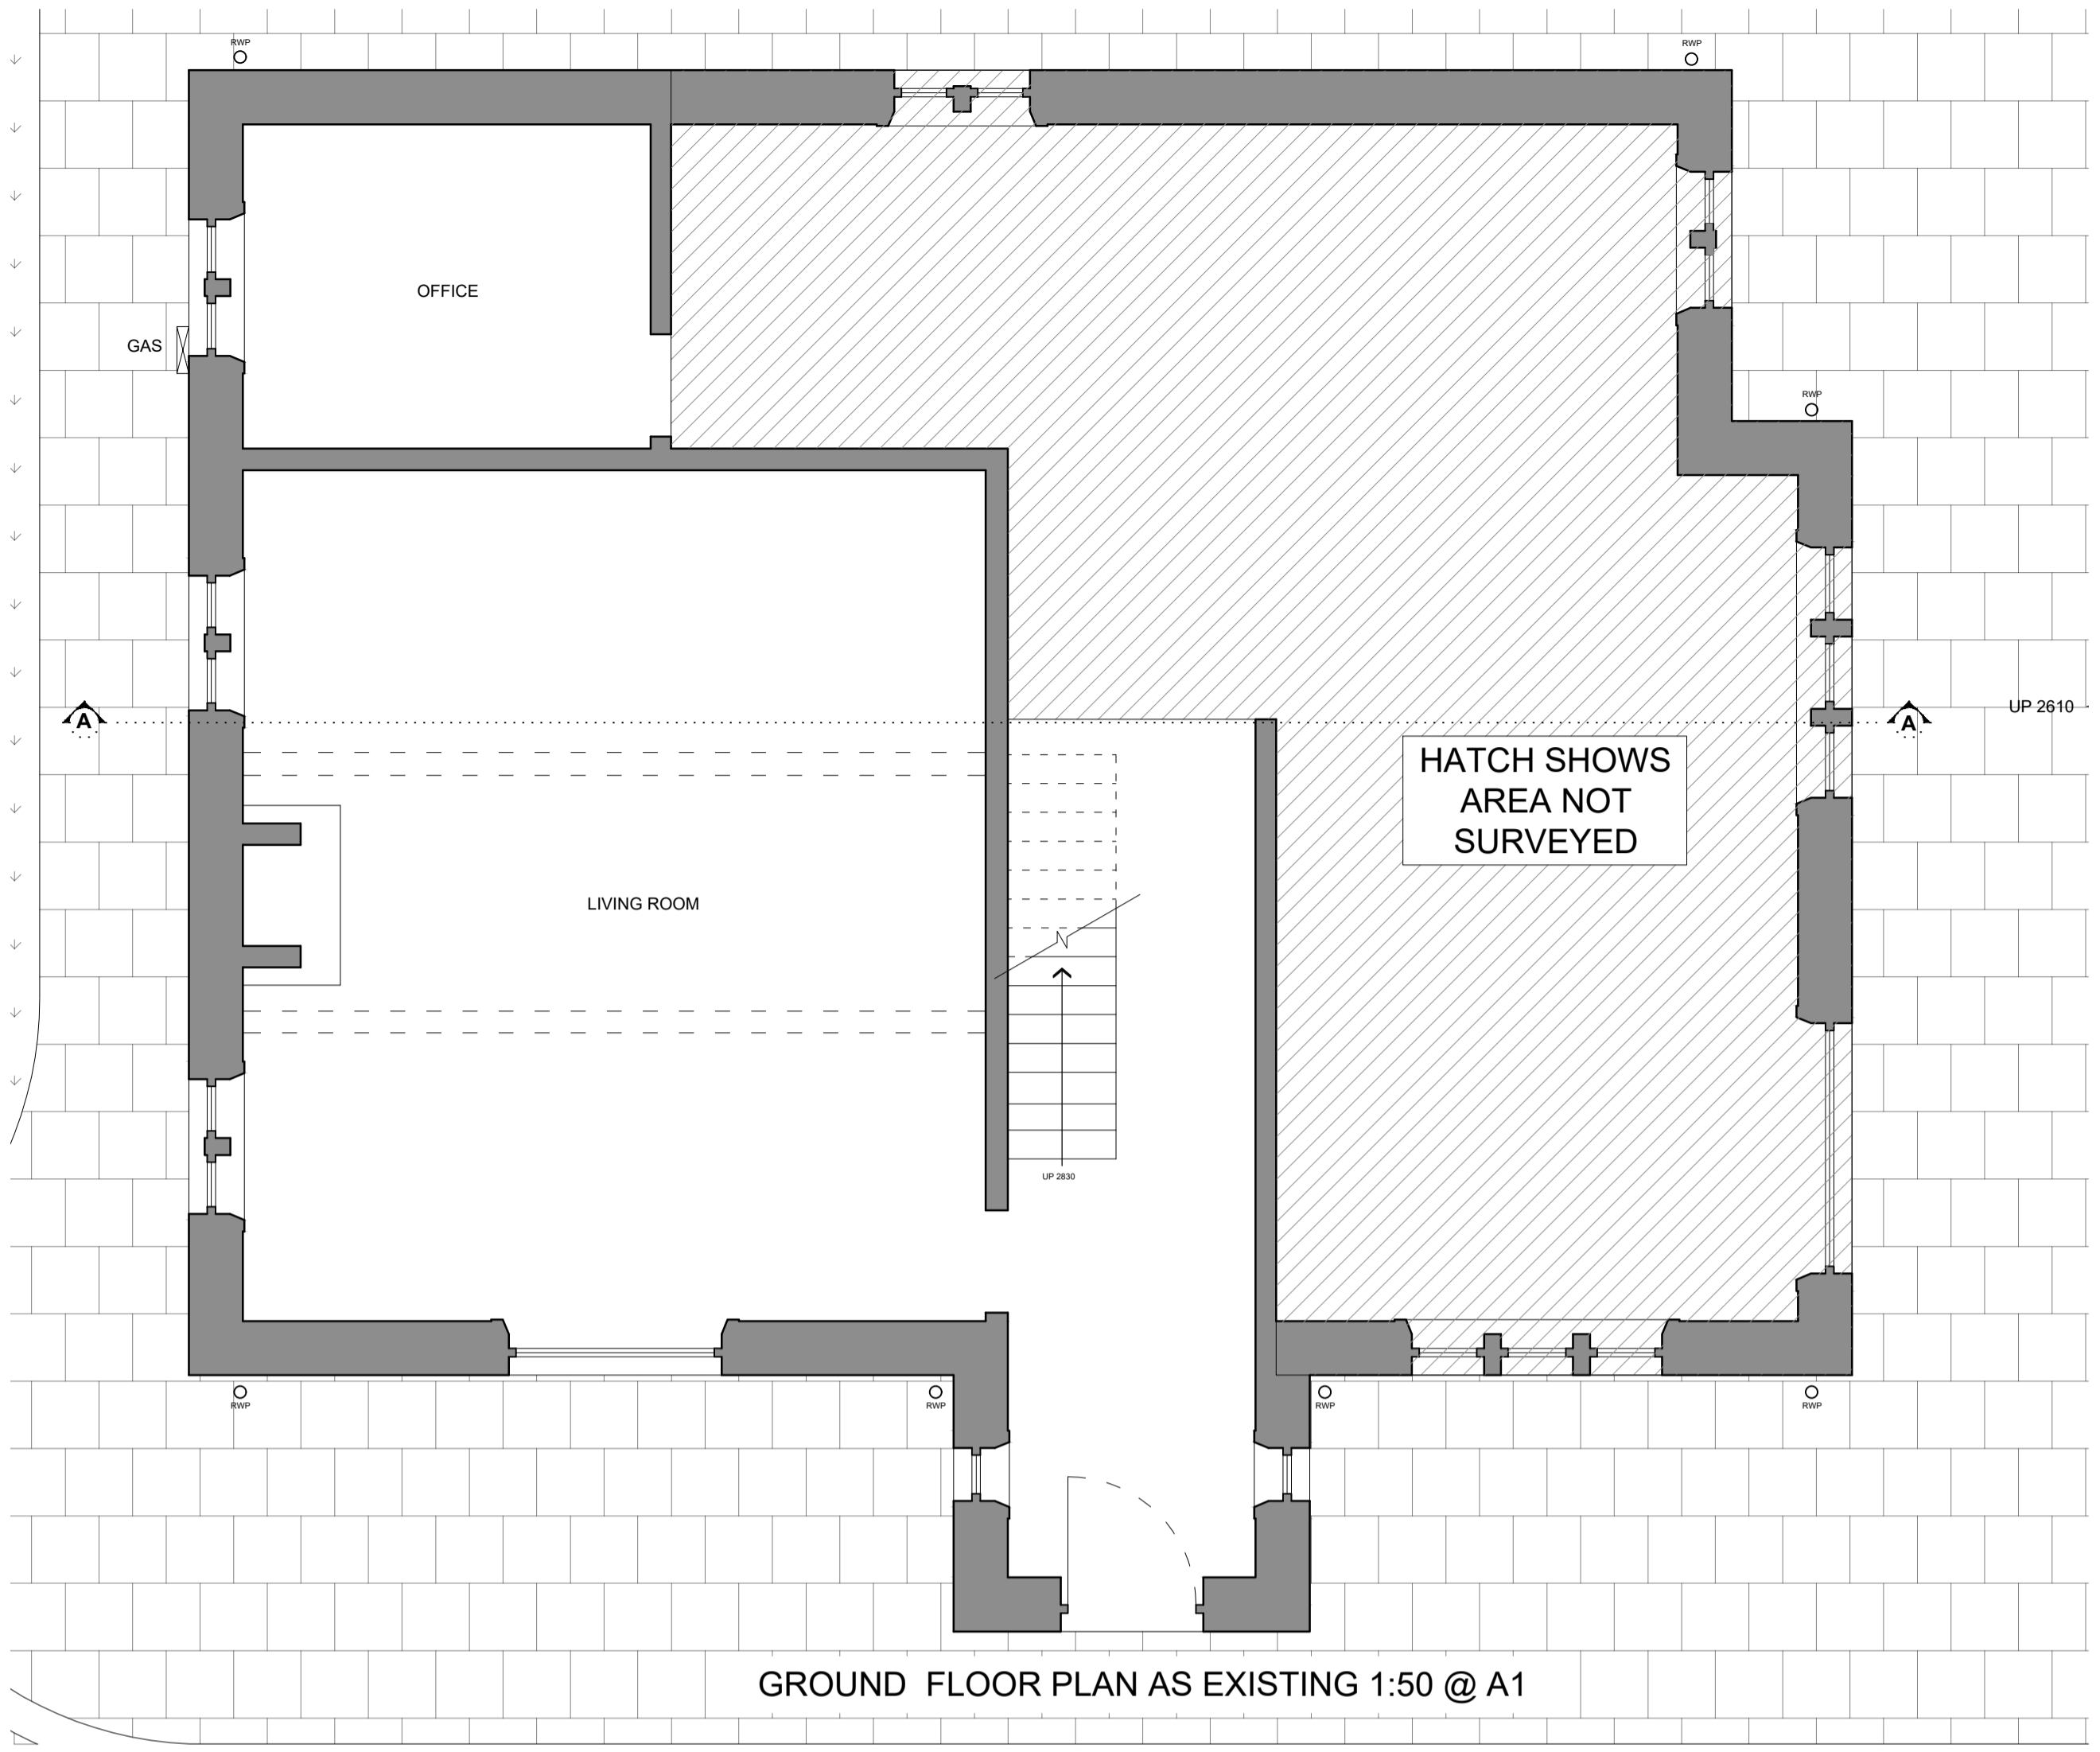 RWP
RWP
OFFICE
GAS
RWP
A
A
UP 2610
HATCH SHOWS
AREA NOT
SURVEYED
LIVING ROOM
UP 2830
RWP
RWP
RWP
RWP
GROUND FLOOR PLAN AS EXISTING 1:50 @ A1